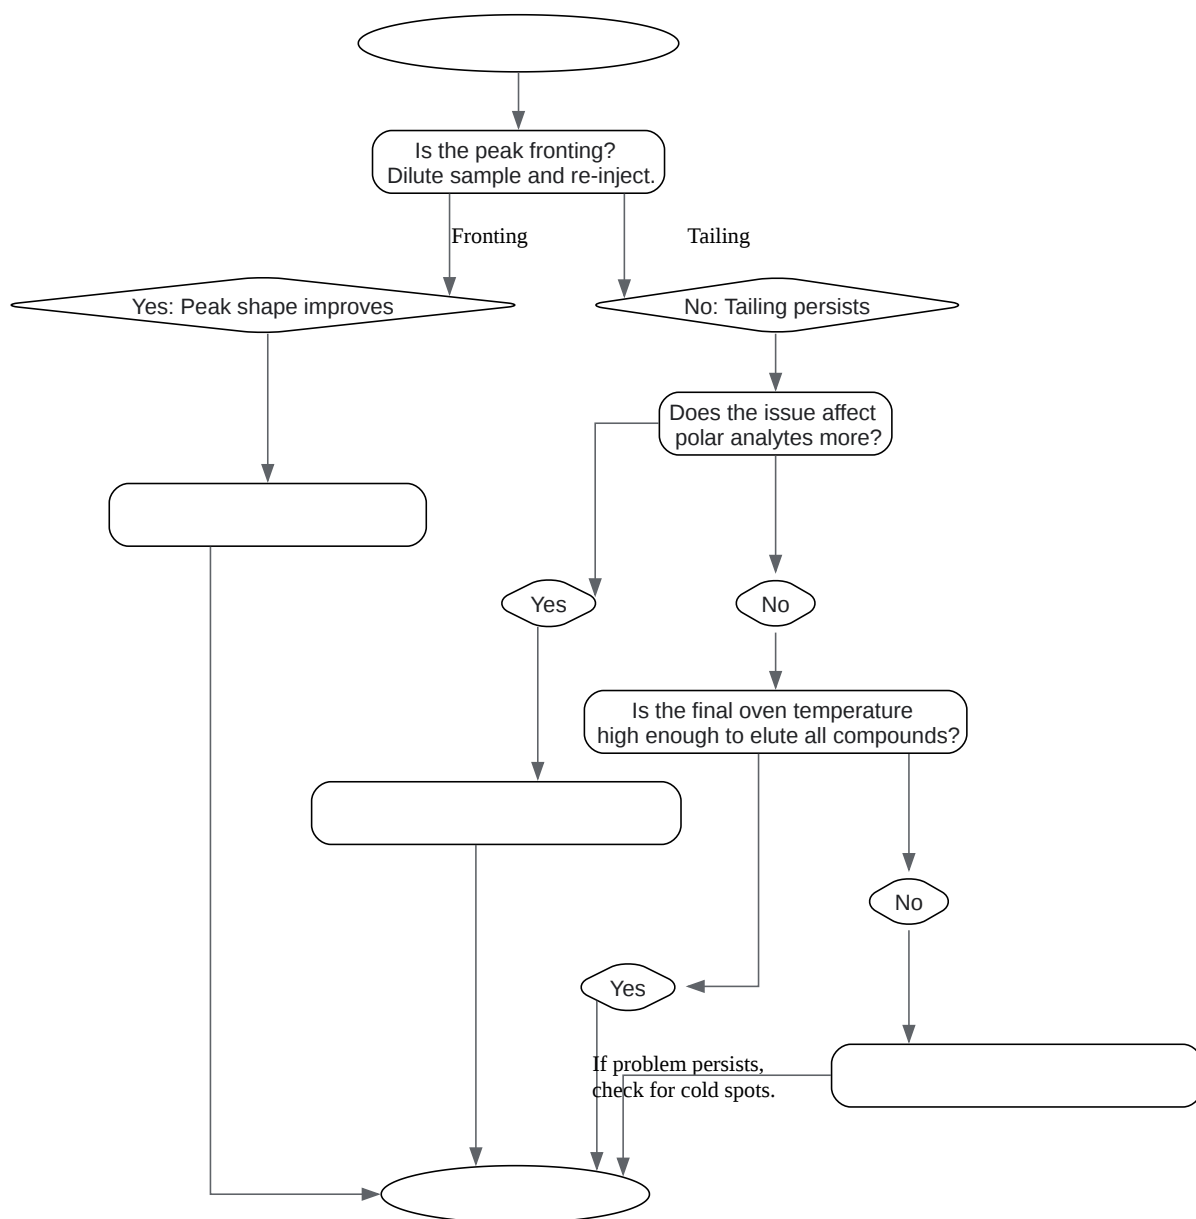 Is the peak fronting?
Dilute sample and re-inject.
Fronting
Tailing
Yes: Peak shape improves
No: Tailing persists
Does the issue affect
polar analytes more?
Yes
No
Is the final oven temperature
high enough to elute all compounds?
No
Yes
If problem persists,
check for cold spots.